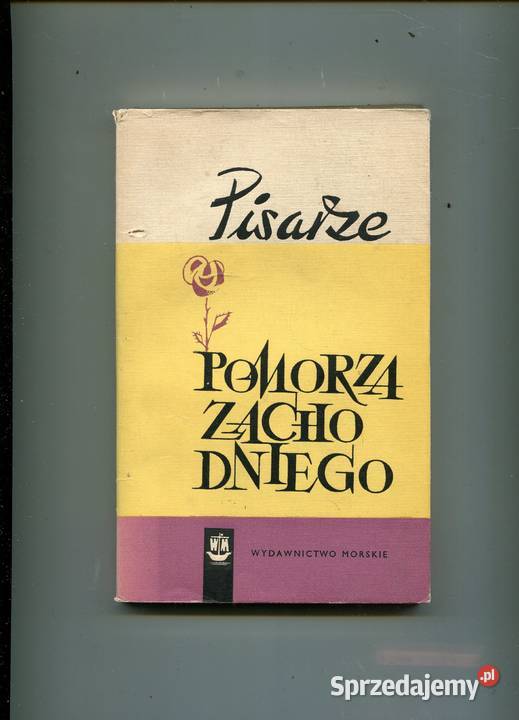 Pisarze
POMORZA
ZACHO
DNIEGO
WM
WYDAWNICTWO MORSKIE
Sprzedajemy.pl